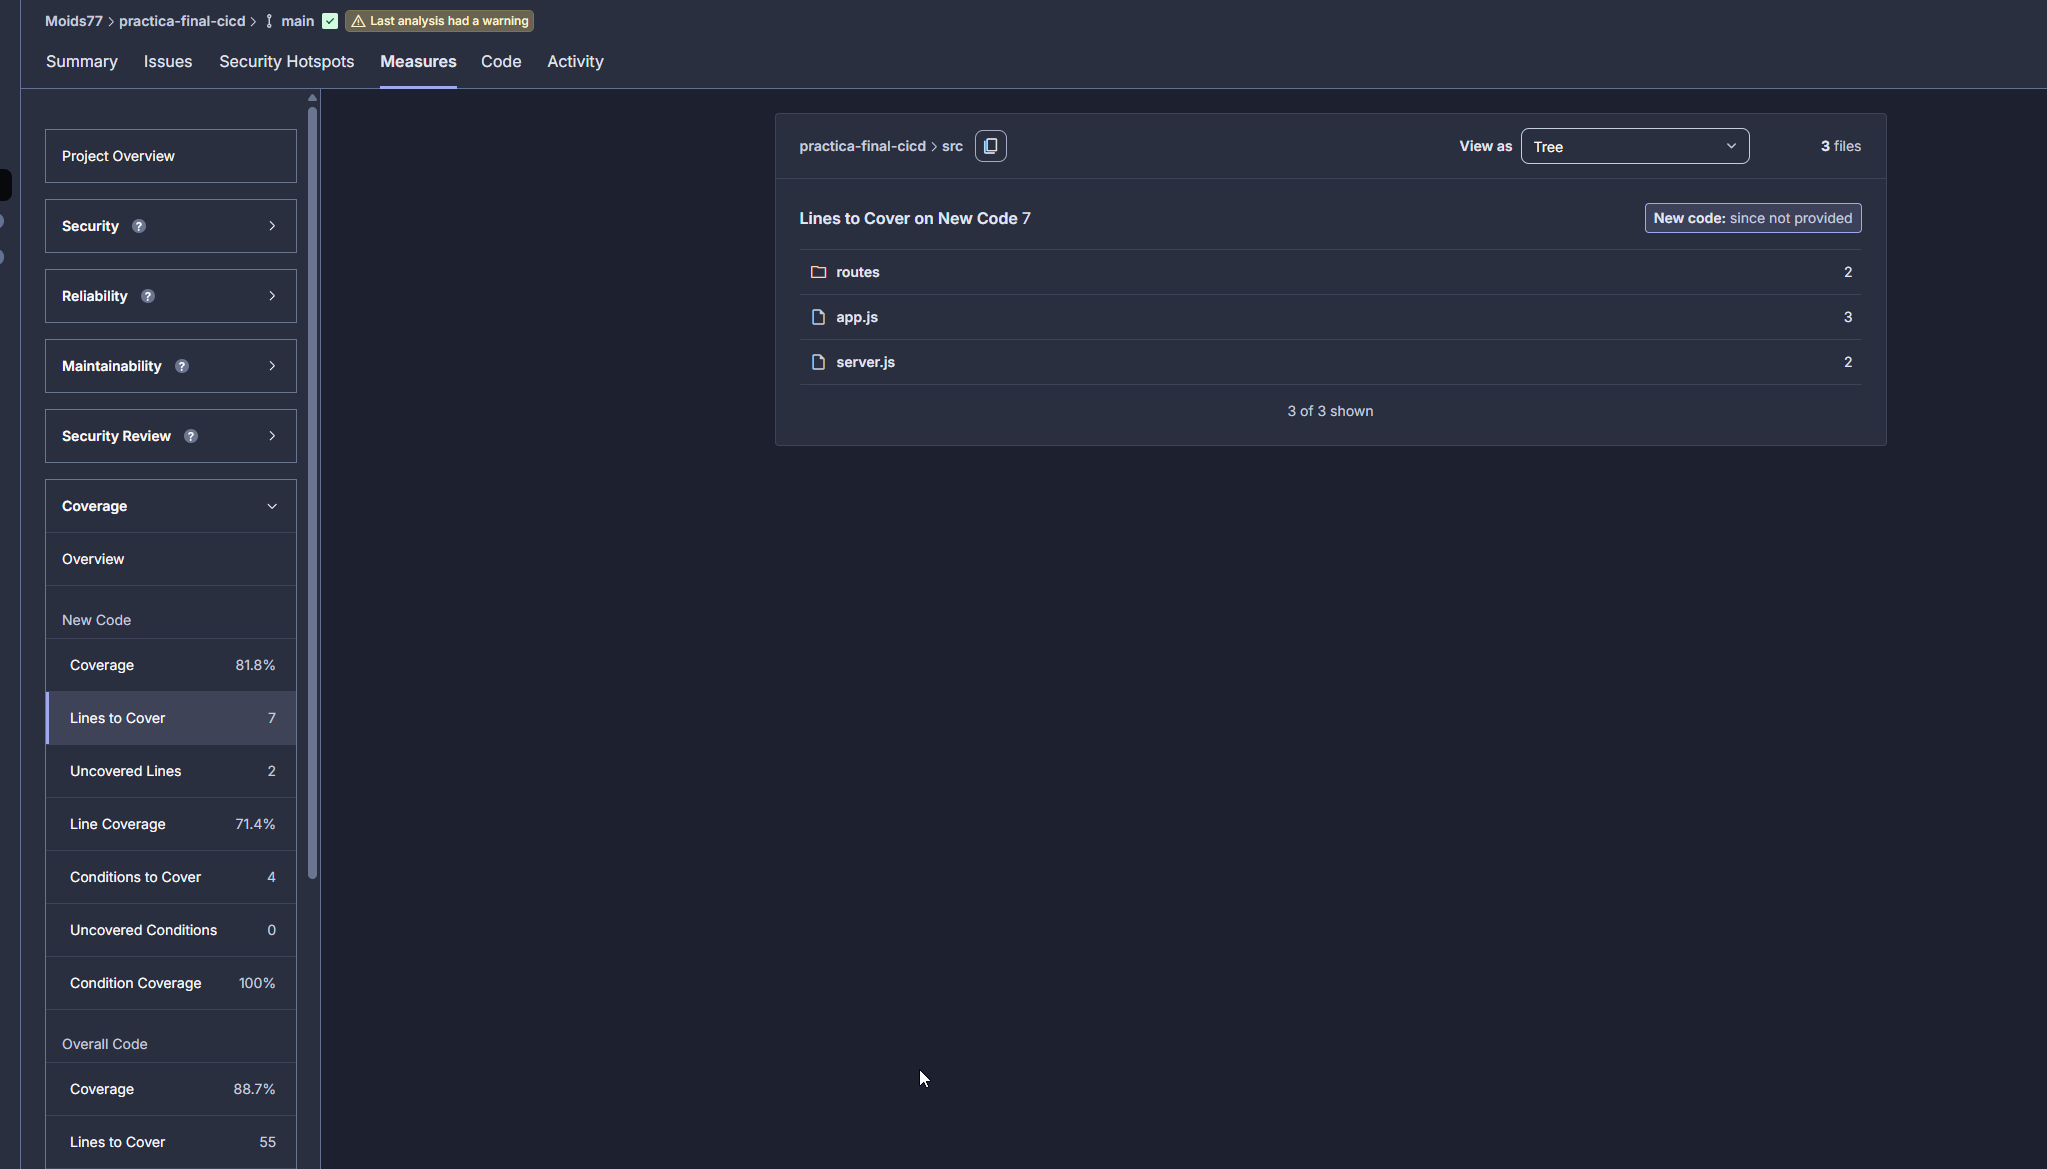 Moids77 > practica-final-cicd > main Last analysis had a warning
Summary Issues Security Hotspots Measures Code Activity
Project Overview
Security ?
Reliability ?
Maintainability ?
Security Review ?
Coverage
Overview
New Code
Coverage 81.8%
Lines to Cover 7
Uncovered Lines 2
Line Coverage 71.4%
Conditions to Cover 4
Uncovered Conditions 0
Condition Coverage 100%
Overall Code
Coverage 88.7%
Lines to Cover 55
practica-final-cicd > src View as Tree 3 files
Lines to Cover on New Code 7 New code: since not provided
routes 2
app.js 3
server.js 2
3 of 3 shown